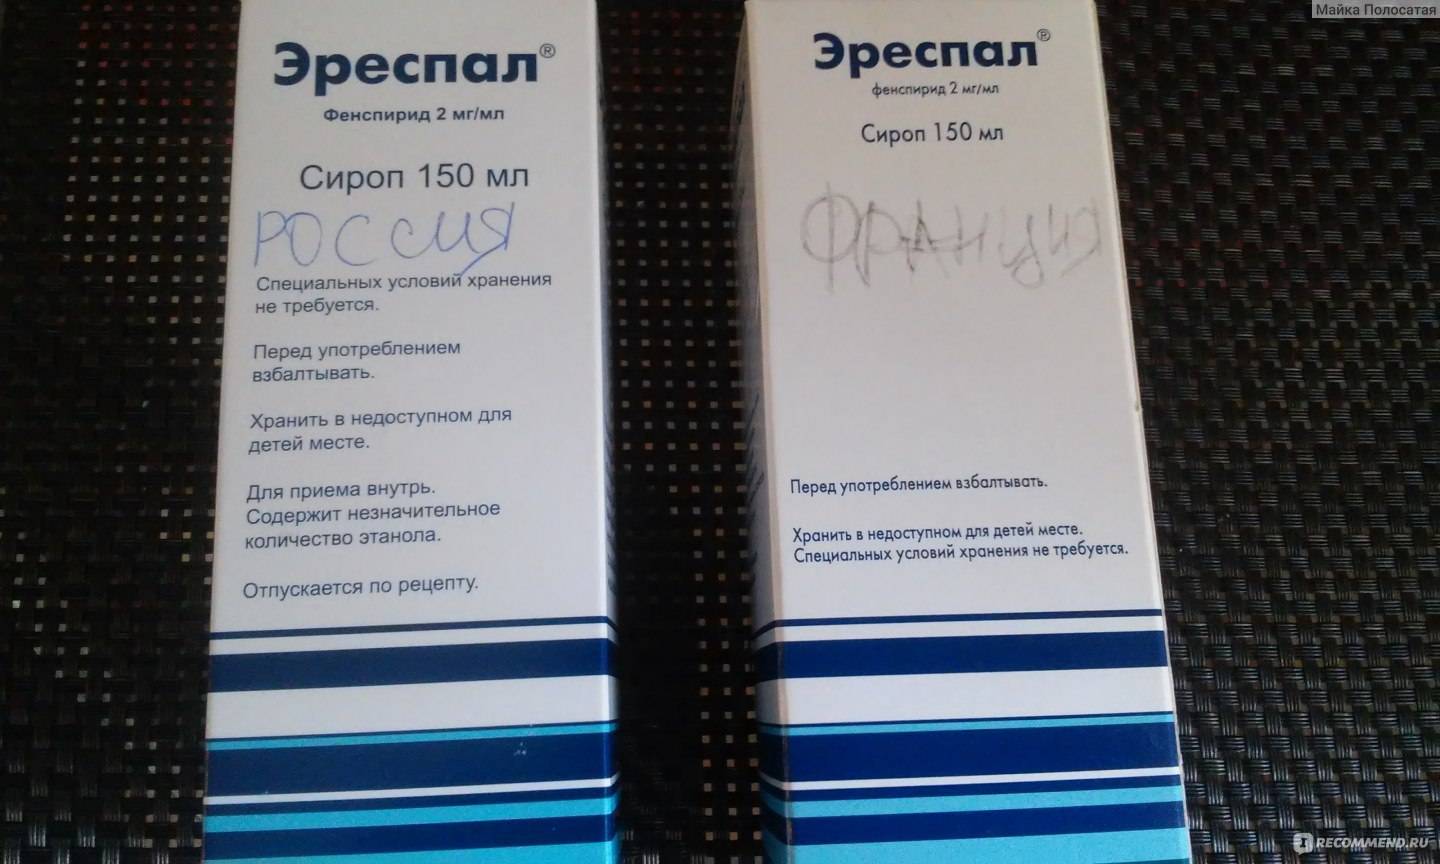 Майка Полосатая
Эреспал®
Фенспирид 2 мг/мл
Сироп 150 мл
РОССИЯ
Специальных условий хранения
не требуется.
Перед употреблением
взбалтывать.
Хранить в недоступном для
детей месте.
Для приема внутрь.
Содержит незначительное
количество этанола.
Отпускается по рецепту.
Эреспал®
фенспирид 2 мг/мл
Сироп 150 мл
ФРАНЦИЯ
Перед употреблением взбалтывать.
Хранить в недоступном для детей месте.
Специальных условий хранения не требуется.
RECOMMEND.RU